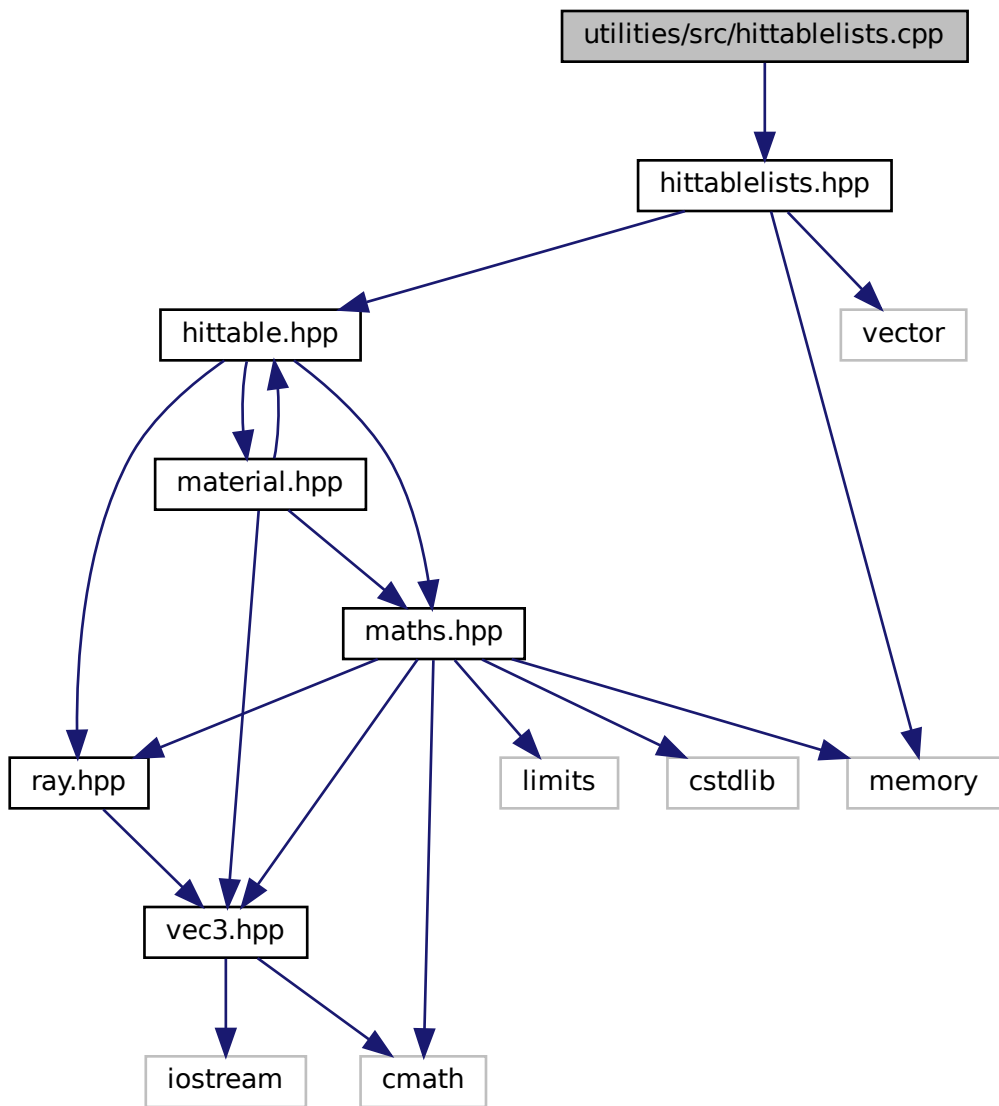 utilities/src/hittablelists.cpp
hittablelists.hpp
hittable.hpp
vector
material.hpp
maths.hpp
ray.hpp
limits
cstdlib
memory
vec3.hpp
iostream
cmath